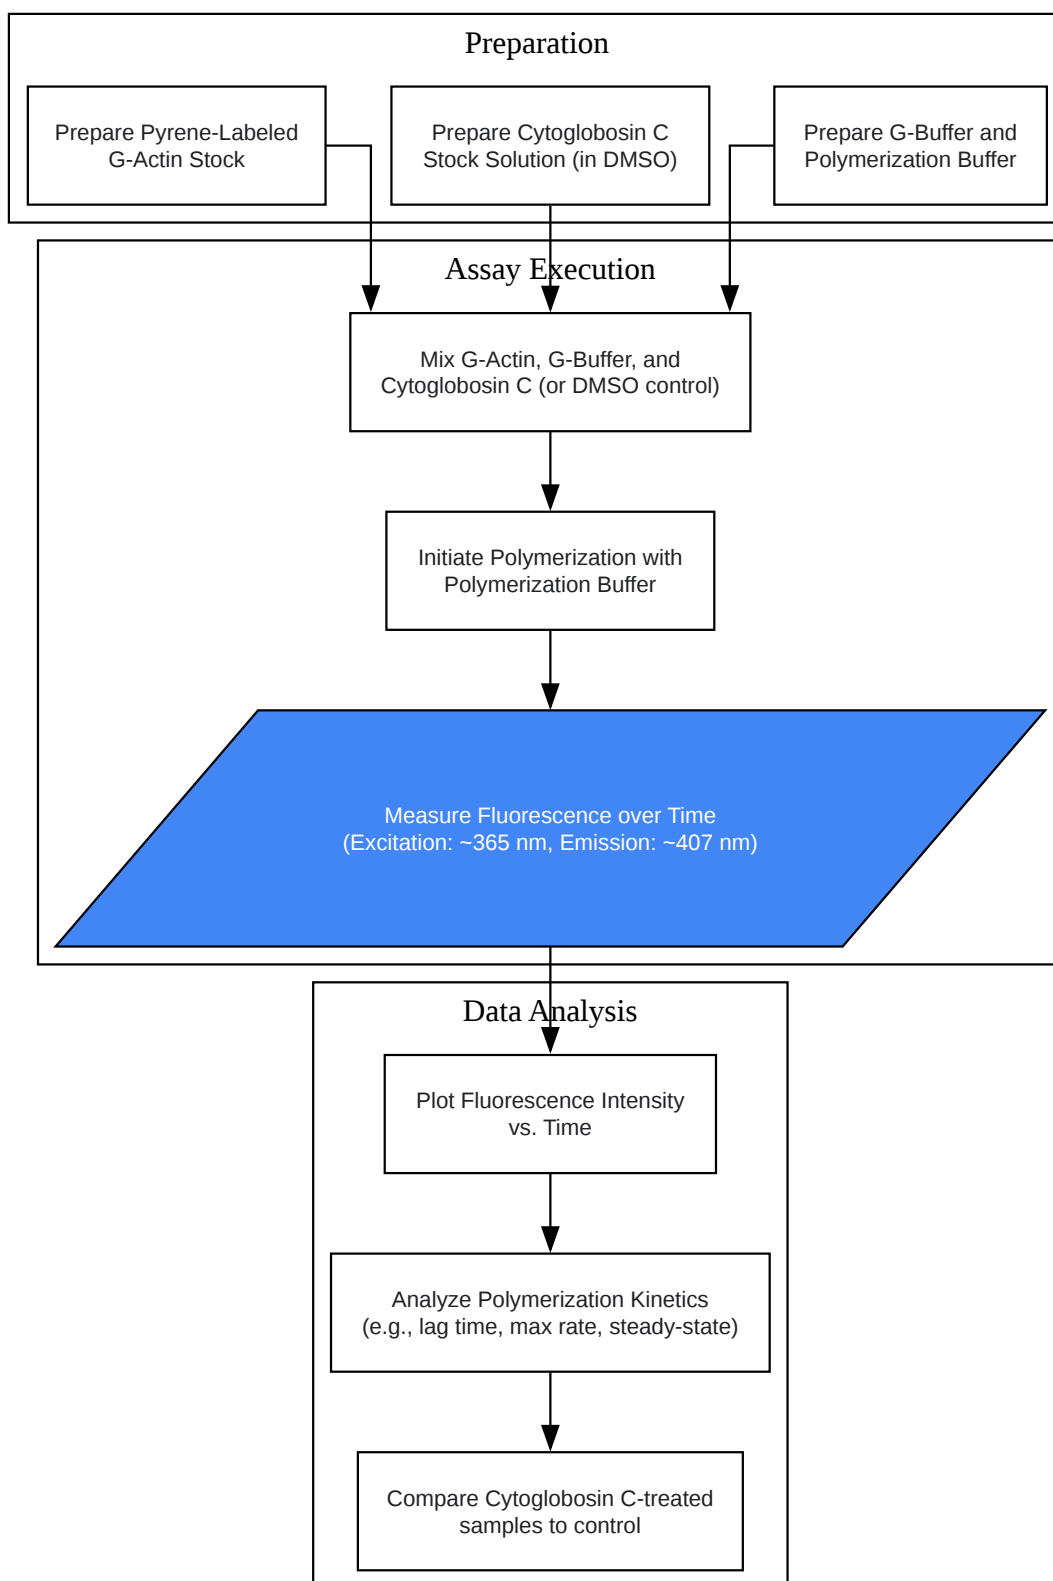 Preparation
Prepare Pyrene-Labeled
G-Actin Stock
Prepare Cytoglobosin C
Stock Solution (in DMSO)
Prepare G-Buffer and
Polymerization Buffer
Assay Execution
Mix G-Actin, G-Buffer, and
Cytoglobosin C (or DMSO control)
Initiate Polymerization with
Polymerization Buffer
Measure Fluorescence over Time
(Excitation: ~365 nm, Emission: ~407 nm)
Data Analysis
Plot Fluorescence Intensity
vs. Time
Analyze Polymerization Kinetics
(e.g., lag time, max rate, steady-state)
Compare Cytoglobosin C-treated
samples to control